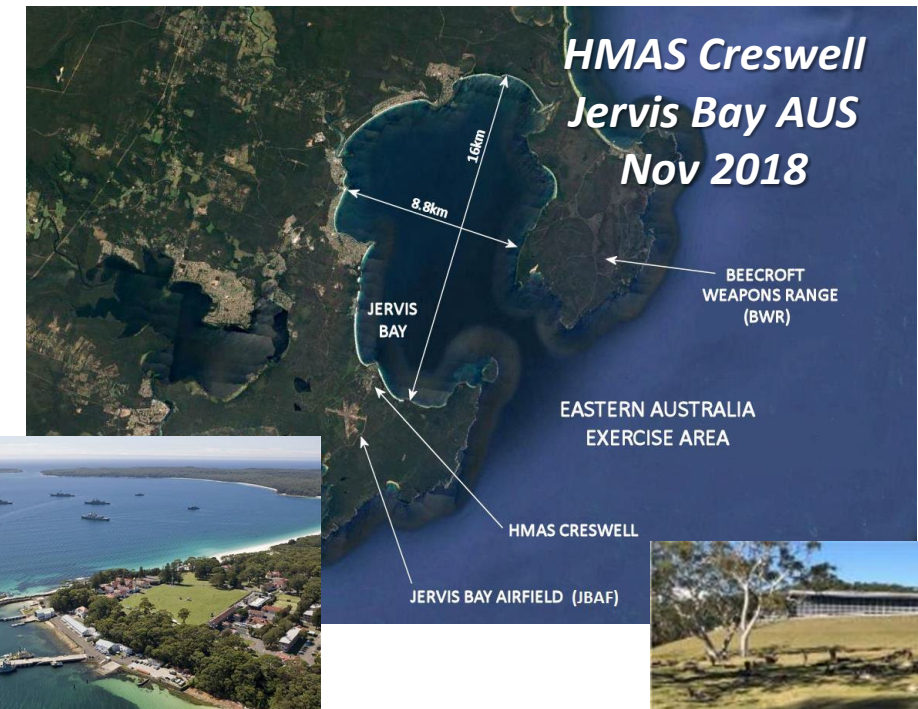 HMAS Creswell
Jervis Bay AUS
Nov 2018
16km
8.8km
JERVIS
BAY
BEECROFT
WEAPONS RANGE
(BWR)
EASTERN AUSTRALIA
EXERCISE AREA
HMAS CRESWELL
JERVIS BAY AIRFIELD (JBAF)